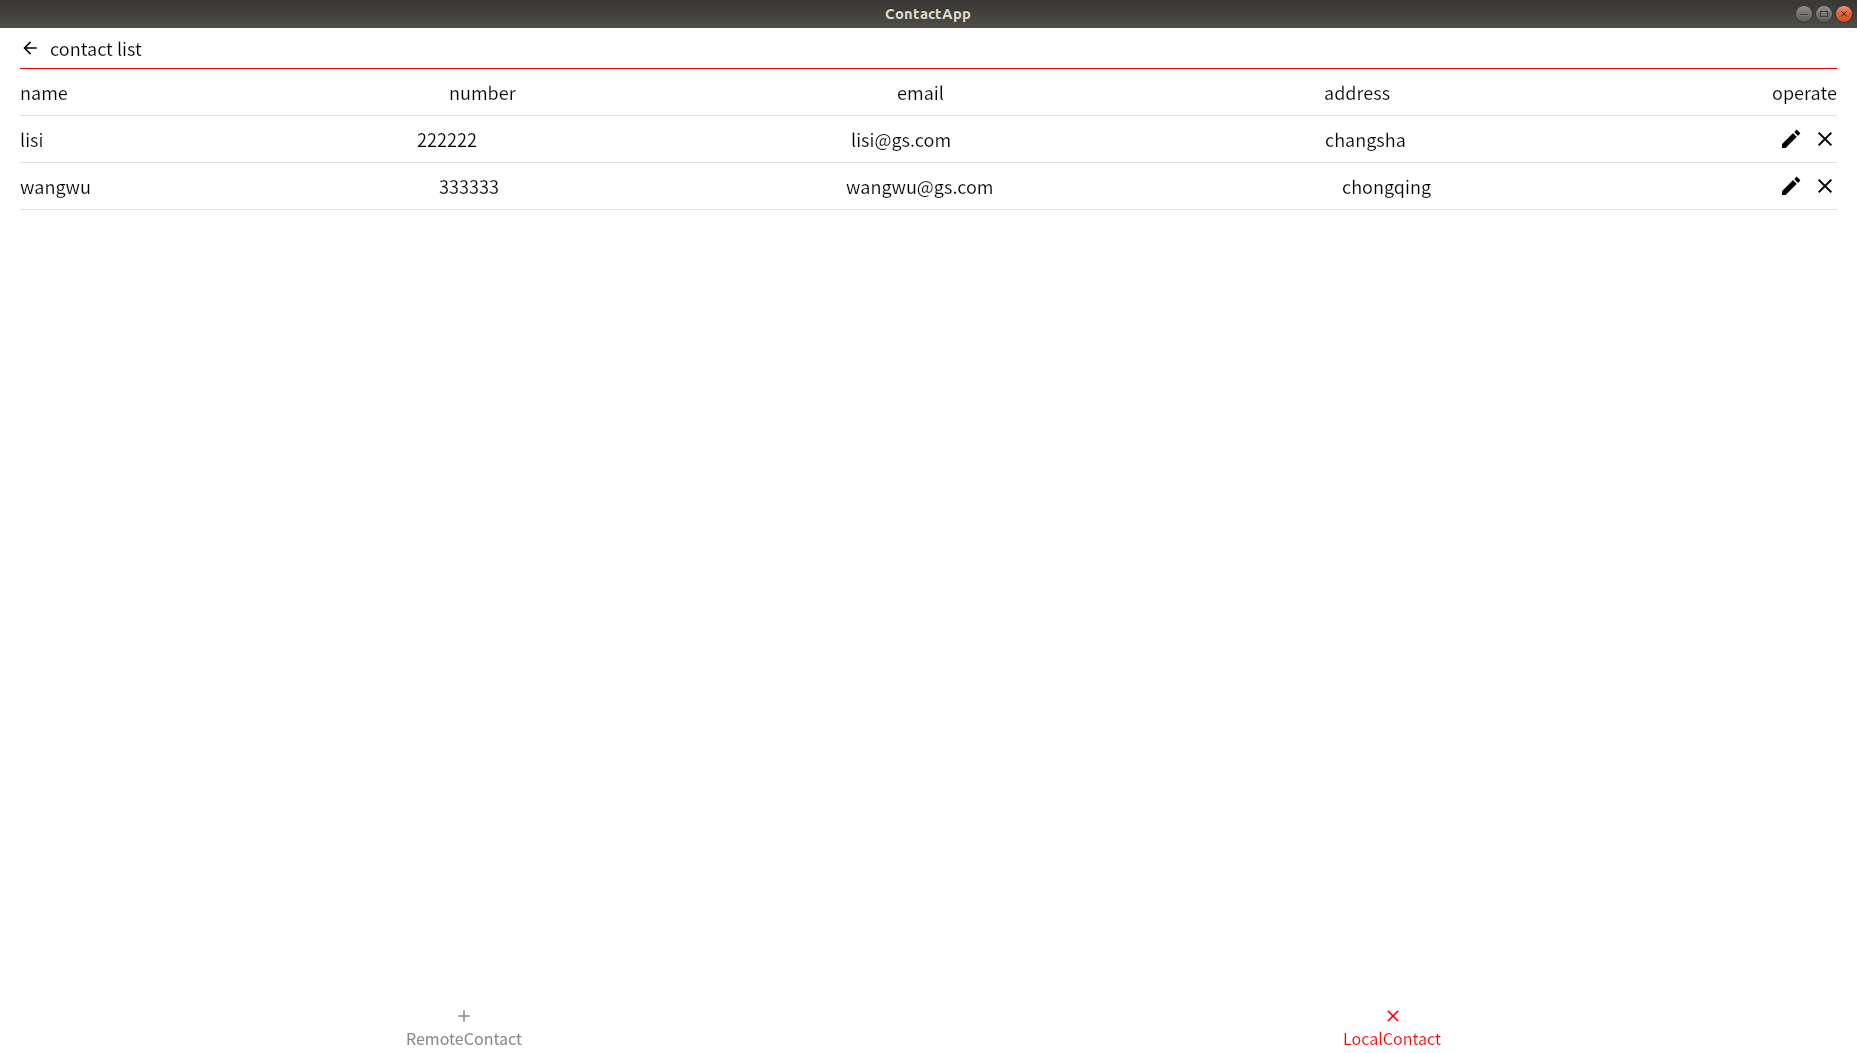 ContactApp
contact list
name number email address operate
lisi 222222 lisi@gs.com changsha
wangwu 333333 wangwu@gs.com chongqing
RemoteContact LocalContact